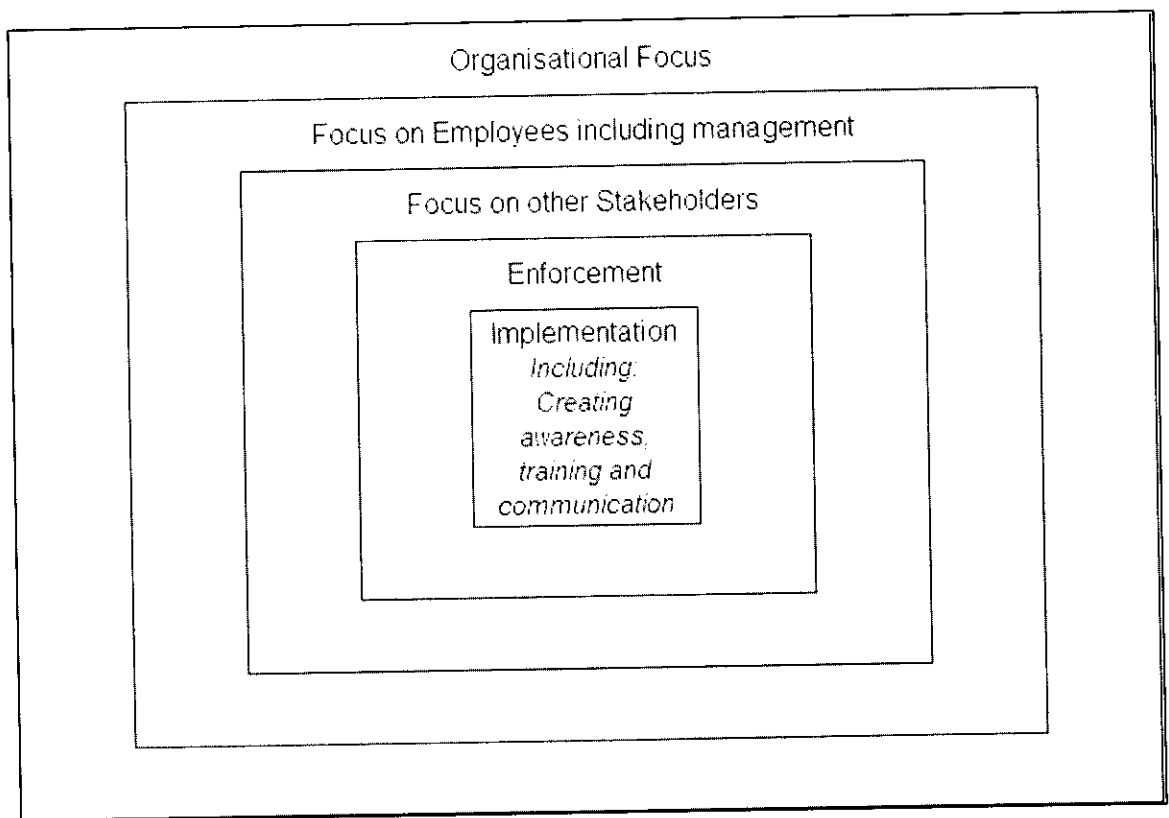 Organisational Focus
Focus on Employees including management
Focus on other Stakeholders
Enforcement
Implementation
Including:
Creating
awareness,
training and
communication